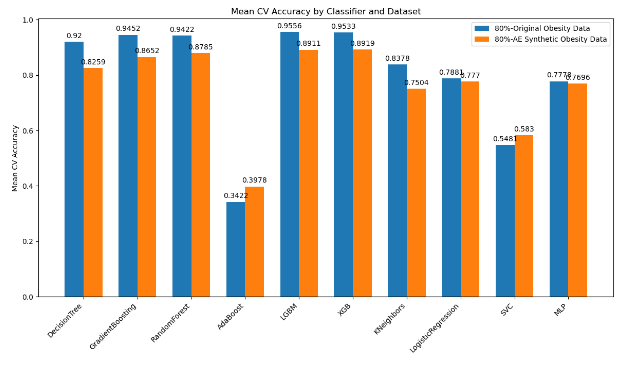 Mean CV Accuracy by Classifier and Dataset
80%-Original Obesity Data
80%-AE Synthetic Obesity Data
Mean CV Accuracy
1.0
0.8
0.6
0.4
0.2
0.0
0.92
0.8259
0.9452
0.8652
0.9422
0.8785
0.3422
0.3978
0.9556
0.8911
0.9533
0.8919
0.8378
0.7504
0.7881
0.777
0.5481
0.583
0.7778
0.7696
DecisionTree
GradientBoosting
RandomForest
AdaBoost
LGBM
XGB
KNeighbors
LogisticRegression
SVC
MLP